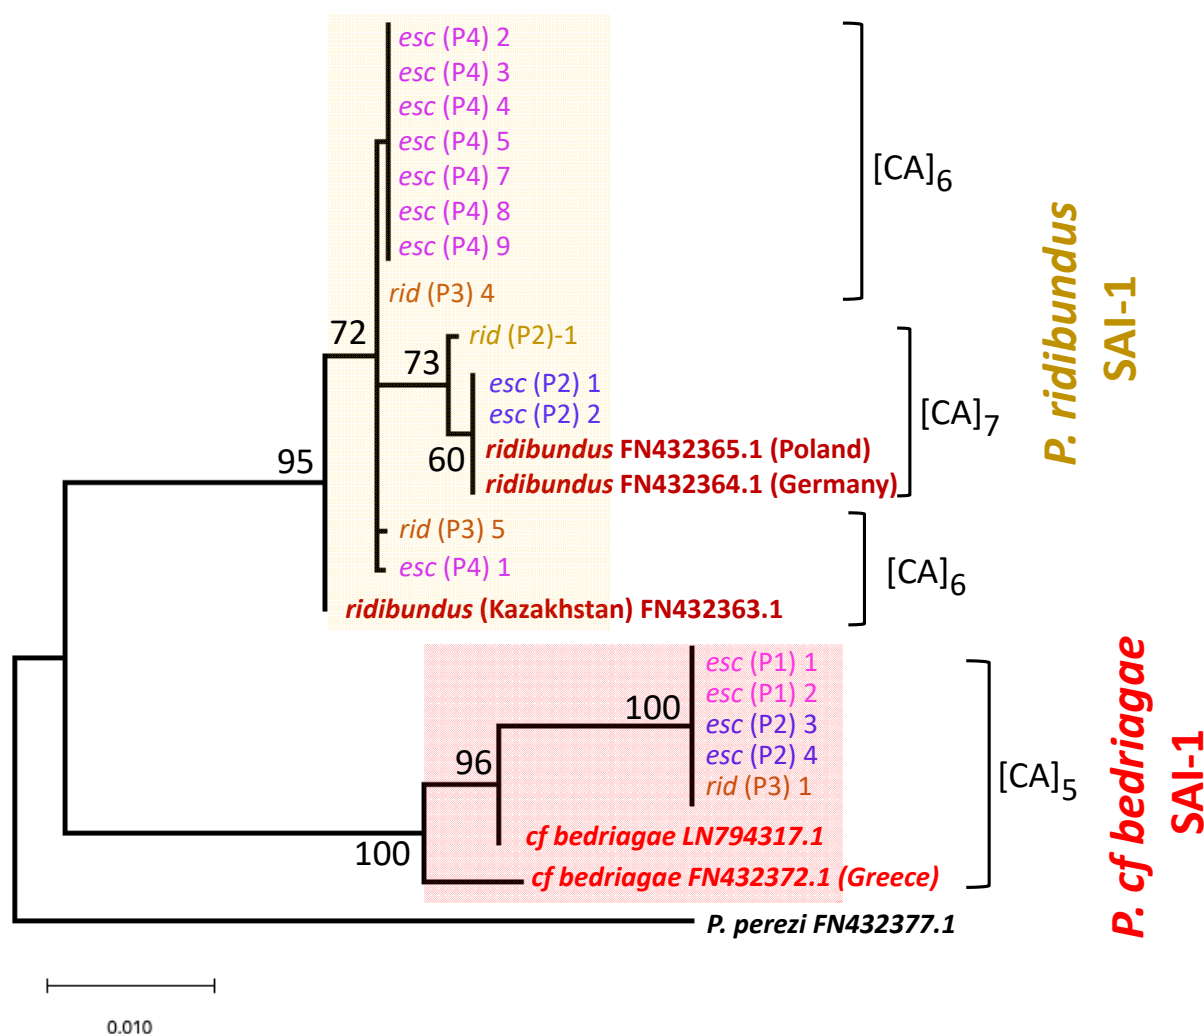 esc (P4) 2
esc (P4) 3
esc (P4) 4
esc (P4) 5
esc (P4) 7
esc (P4) 8
esc (P4) 9
[CA]6
rid (P3) 4
72
rid (P2)-1
73
esc (P2) 1
esc (P2) 2
[CA]7
ridibundus FN432365.1 (Poland)
60
ridibundus FN432364.1 (Germany)
95
rid (P3) 5
esc (P4) 1
[CA]6
ridibundus (Kazakhstan) FN432363.1
P. ridibundus
SAI-1
esc (P1) 1
esc (P1) 2
100
esc (P2) 3
esc (P2) 4
96
rid (P3) 1
[CA]5
cf bedriagae LN794317.1
100
cf bedriagae FN432372.1 (Greece)
P. cf bedriagae
SAI-1
P. perezi FN432377.1
0.010